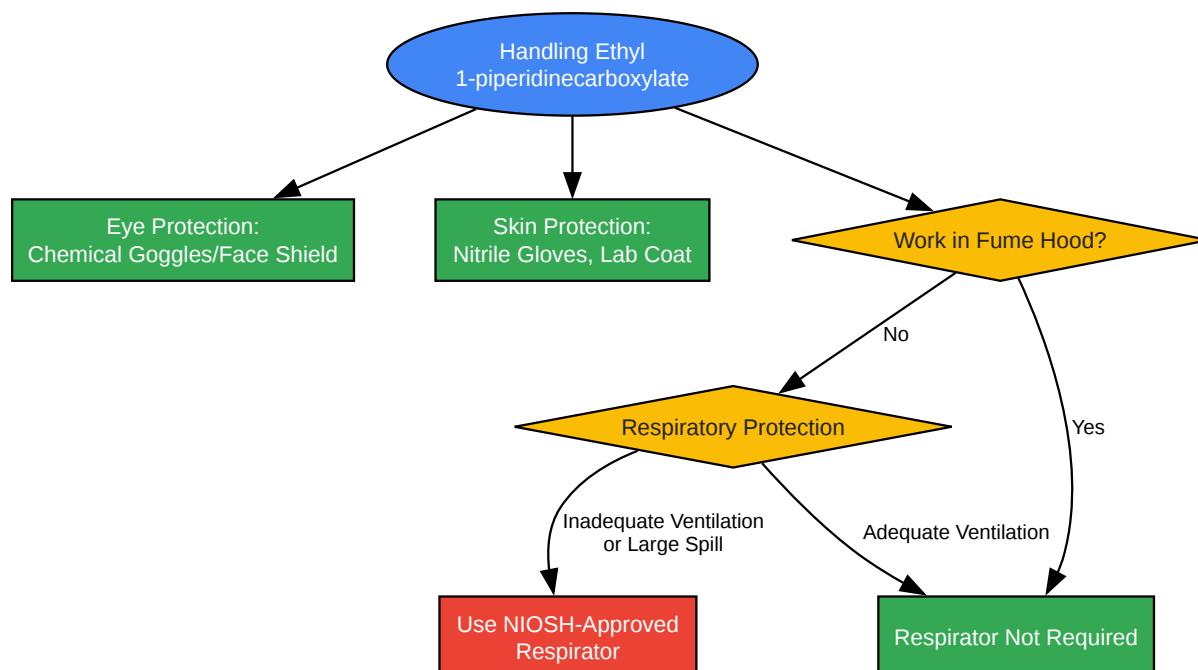 Handling Ethyl
1-piperidinecarboxylate
Eye Protection:
Chemical Goggles/Face Shield
Skin Protection:
Nitrile Gloves, Lab Coat
Work in Fume Hood?
No
Yes
Respiratory Protection
Inadequate Ventilation
or Large Spill
Adequate Ventilation
Use NIOSH-Approved
Respirator
Respirator Not Required